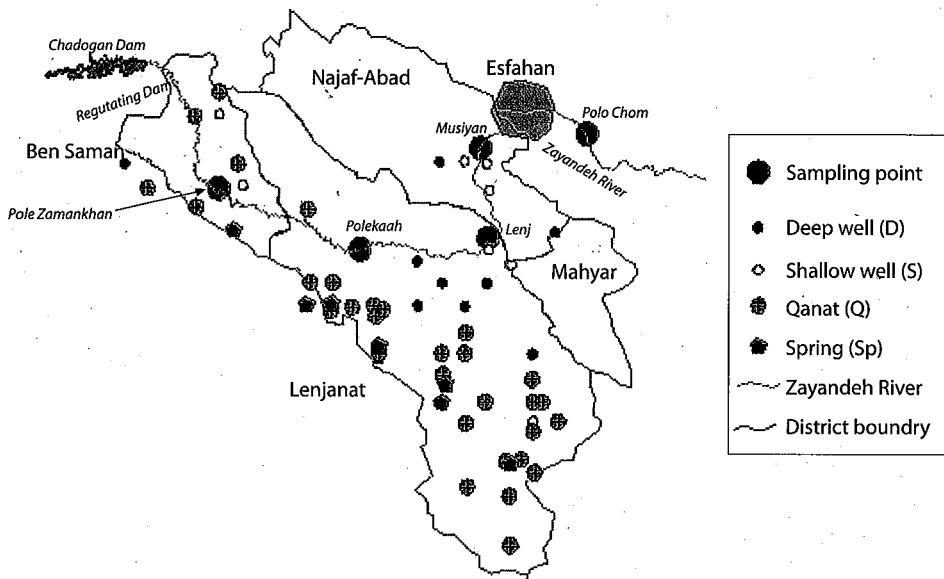 Chadogan Dam
Regutating Dam
Najaf-Abad
Esfahan
Musiyan
Polo Chom
Ben Saman
Zayandeh River
Pole Zamankhan
Polekaah
Lenj
Mahyar
Lenjanat
Sampling point
Deep well (D)
Shallow well (S)
Qanat (Q)
Spring (Sp)
Zayandeh River
District boundry